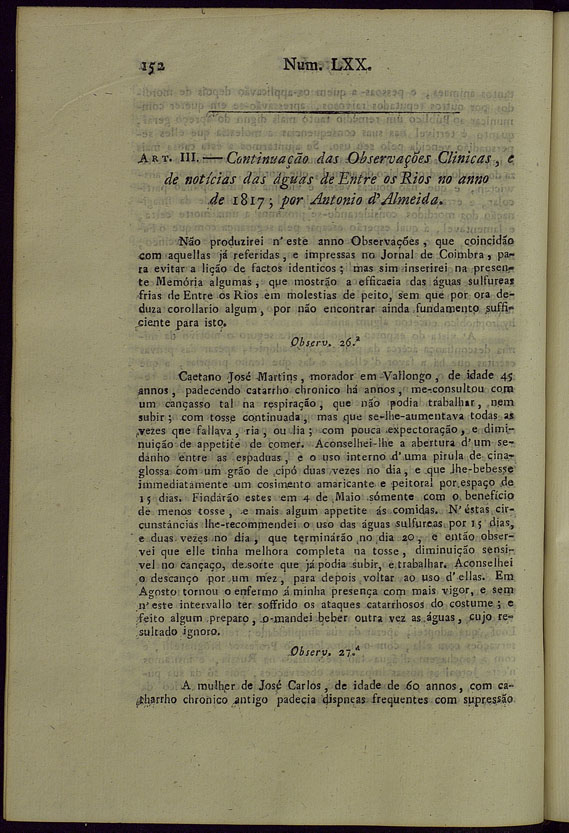 152 Num. LXX.
ART. III. — Continuação das Observações Clinicas, e
de notícias das águas de Entre os Rios no anno
de 1817; por Antonio d'Almeida.
Não produzirei n'este anno Observações, que coincidão
com aquellas já referidas, e impressas no Jornal de Coimbra, pa-
ra evitar a lição de factos identicos; mas sim inserirei na presen-
te Memória algumas, que mostrão a efficacia das águas sulfureas
frias de Entre os Rios em molestias de peito, sem que por ora de-
duza corollario algum, por não encontrar ainda fundamento suffi-
ciente para isto.
Observ. 26.ª
Caetano José Martins, morador em Vallongo, de idade 45
annos, padecendo catarrho chronico há annos, me-consultou com
um cançasso tal na respiração, que não podia trabalhar, nem
subir; com tosse continuada, mas que se-lhe-aumentava todas as
vezes que fallava, ria, ou lia; com pouca expectoração, e dimi-
nuição de appetite de comer. Aconselhei-lhe a abertura d'um se-
danho entre as espaduas, e o uso interno d'uma pirula de cina-
glossa com um grão de cipó duas vezes no dia, e que lhe-bebesse
immediatamente um cosimento amaricante e peitoral por espaço de
15 dias. Findárão estes em 4 de Maio sómente com o beneficio
de menos tosse, e mais algum appetite ás comidas. N'éstas cir-
cunstáncias lhe-recommendei o uso das águas sulfureas por 15 dias,
e duas vezes no dia, que terminárão no dia 20, e então obser-
vei que elle tinha melhora completa na tosse, diminuição sensi-
vel no cançaço, de sorte que já podia subir, e trabalhar. Aconselhei
o descanço por um mez, para depois voltar ao uso d'ellas. Em
Agosto tornou o enfermo á minha presença com mais vigor, e sem
n'este intervallo ter soffrido os ataques catarrhosos do costume; e
feito algum preparo, o-mandei beber outra vez as águas, cujo re-
sultado ignoro.
Observ. 27.ª
A mulher de José Carlos, de idade de 60 annos, com ca-
tharrho chronico antigo padecia dispneas frequentes com supressão